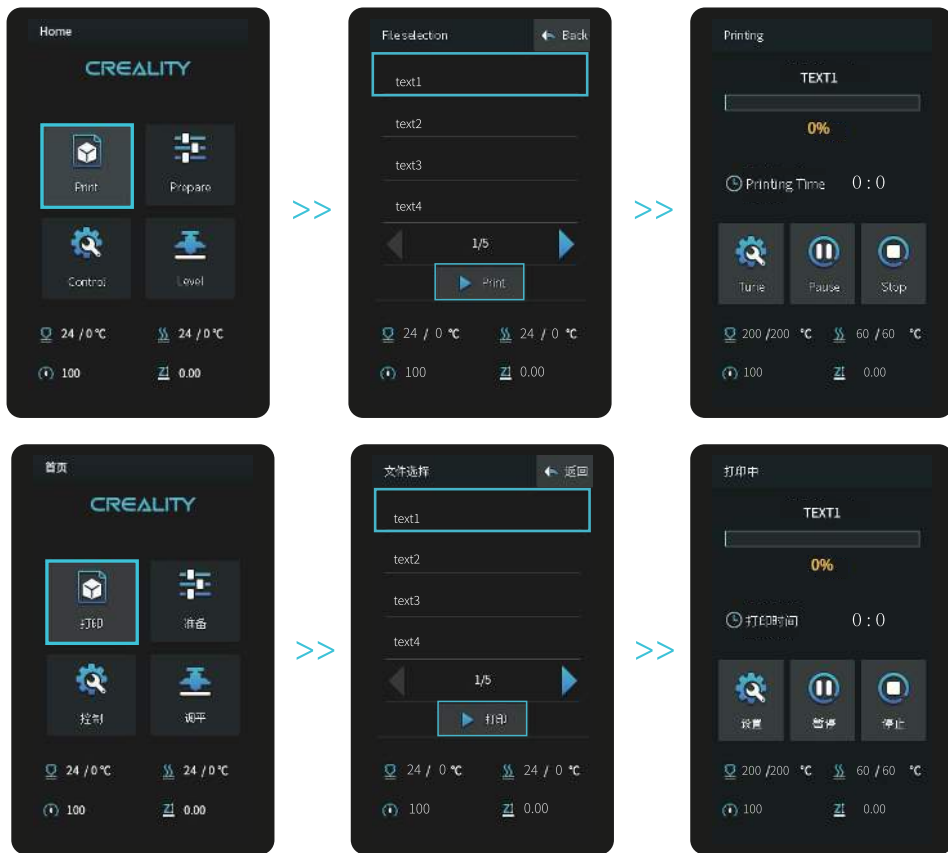 Home
CREALITY
Print Prepare
Control Level
24 / 0 ℃ 24 / 0 ℃
100 0.00
>>
File selection Back
text1
text2
text3
text4
1/5
Print
24 / 0 ℃ 24 / 0 ℃
100 0.00
>>
Printing
TEXT1
0%
Printing Time 0 : 0
Tune Pause Stop
200 /200 ℃ 60 / 60 ℃
100 0.00
首页
CREALITY
打印 准备
控制 调平
24 / 0 ℃ 24 / 0 ℃
100 0.00
>>
文件选择 返回
text1
text2
text3
text4
1/5
打印
24 / 0 ℃ 24 / 0 ℃
100 0.00
>>
打印中
TEXT1
0%
打印时间 0 : 0
设置 暂停 停止
200 /200 ℃ 60 / 60 ℃
100 0.00